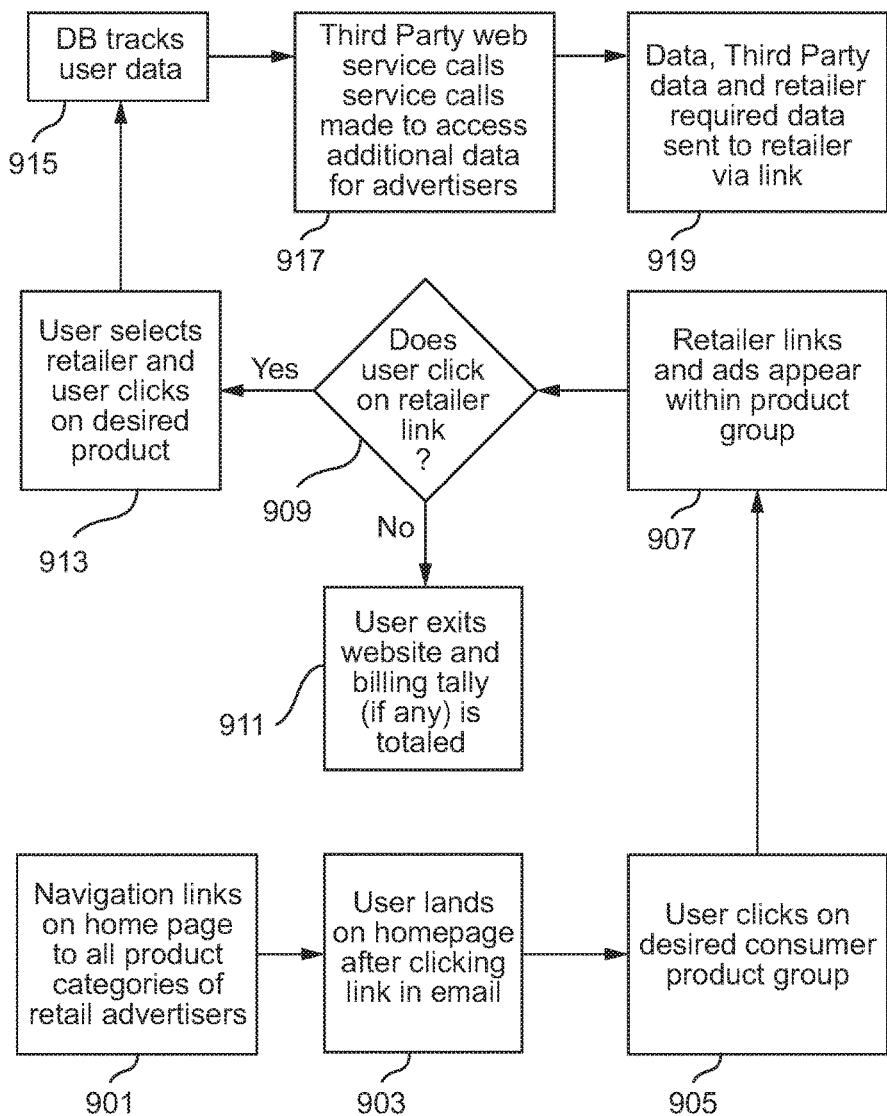 DB tracks
user data
915
Third Party web
service calls
service calls
made to access
additional data
for advertisers
917
Data, Third Party
data and retailer
required data
sent to retailer
via link
919
User selects
retailer and
user clicks
on desired
product
913
Yes
Does
user click
on retailer
link
?
909
No
Retailer links
and ads appear
within product
group
907
User exits
website and
billing tally
(if any) is
totaled
911
Navigation links
on home page
to all product
categories of
retail advertisers
901
User lands
on homepage
after clicking
link in email
903
User clicks on
desired consumer
product group
905